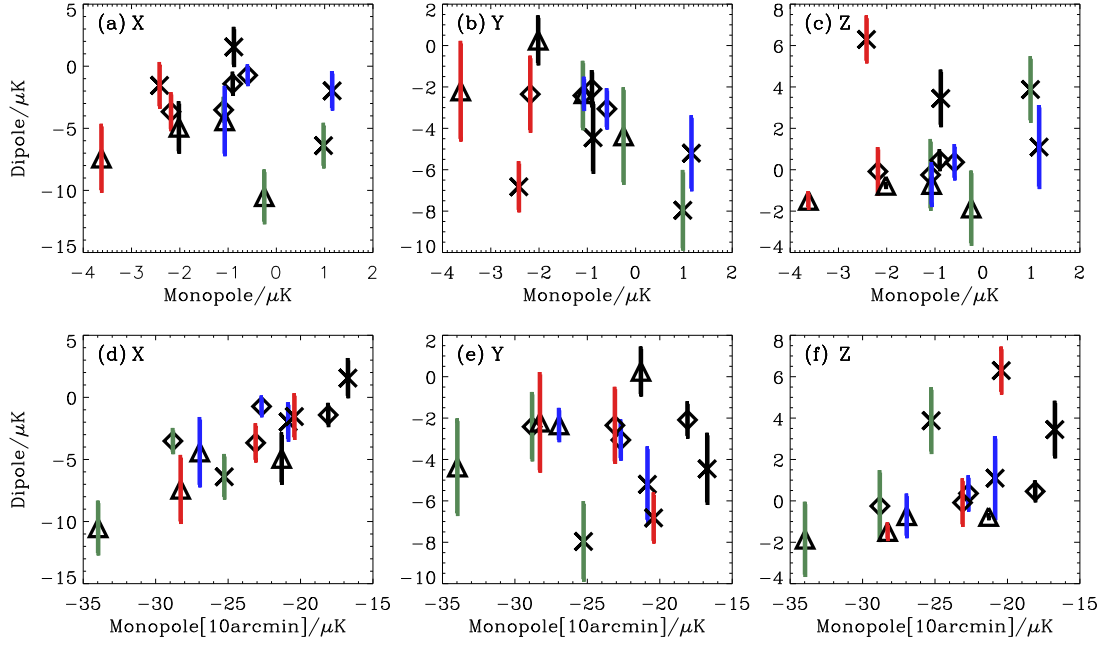 (a) X
5
0
−5
−10
−15
Dipole/μK
−4 −3 −2 −1 0 1 2
Monopole/μK
(b) Y
2
0
−2
−4
−6
−8
−10
−4 −3 −2 −1 0 1 2
Monopole/μK
(c) Z
8
6
4
2
0
−2
−4
−4 −3 −2 −1 0 1 2
Monopole/μK
(d) X
5
0
−5
−10
−15
Dipole/μK
−35 −30 −25 −20 −15
Monopole[10arcmin]/μK
(e) Y
2
0
−2
−4
−6
−8
−10
−35 −30 −25 −20 −15
Monopole[10arcmin]/μK
(f) Z
8
6
4
2
0
−2
−4
−35 −30 −25 −20 −15
Monopole[10arcmin]/μK